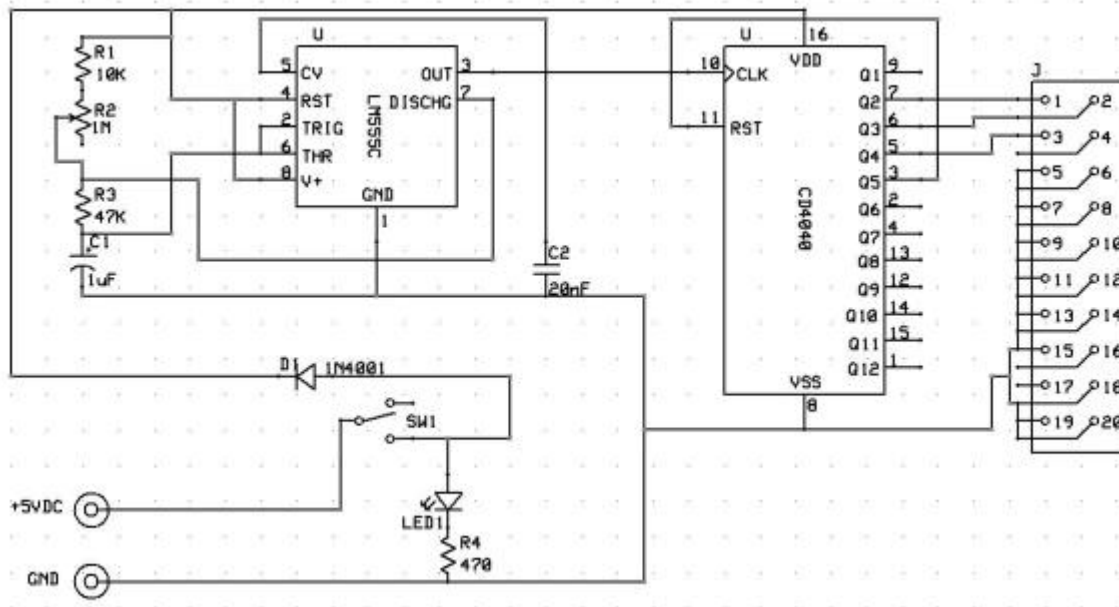 R1
10K
R2
1M
R3
47K
C1
1uF
U
5 CV
4 RST
2 TRIG
6 THR
8 V+
OUT 3
DISCHG 7
LM555C
GND
1
C2
20nF
U
16
VDD
10 CLK
11 RST
CD4040
Q1 9
Q2 7
Q3 6
Q4 5
Q5 3
Q6 2
Q7 4
Q8 13
Q9 12
Q10 14
Q11 15
Q12 1
VSS
8
J
1 2
3 4
5 6
7 8
9 10
11 12
13 14
15 16
17 18
19 20
D1 1N4001
SW1
+5VDC
LED1
R4
470
GND